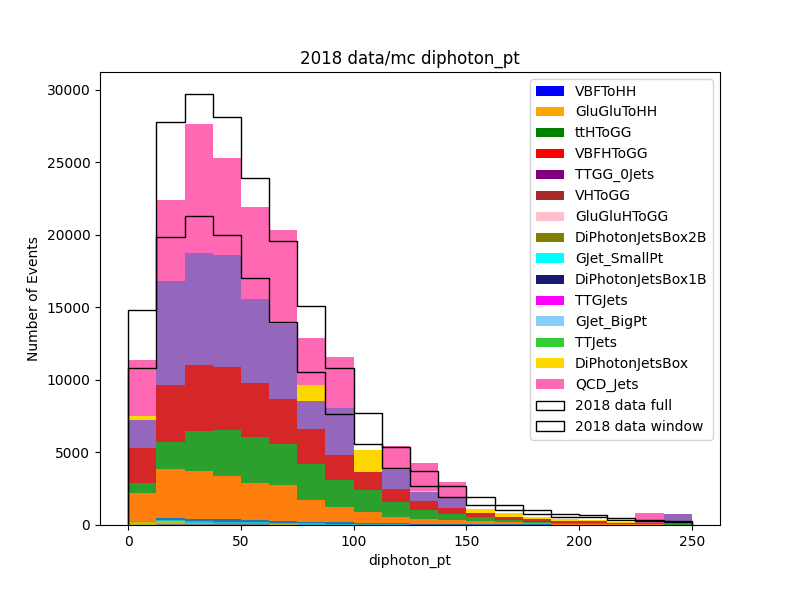 2018 data/mc diphoton_pt
Number of Events
30000
25000
20000
15000
10000
5000
0
0
50
100
150
200
250
diphoton_pt
VBFToHH
GluGluToHH
ttHToGG
VBFHToGG
TTGG_0Jets
VHToGG
GluGluHToGG
DiPhotonJetsBox2B
GJet_SmallPt
DiPhotonJetsBox1B
TTGJets
GJet_BigPt
TTJets
DiPhotonJetsBox
QCD_Jets
2018 data full
2018 data window